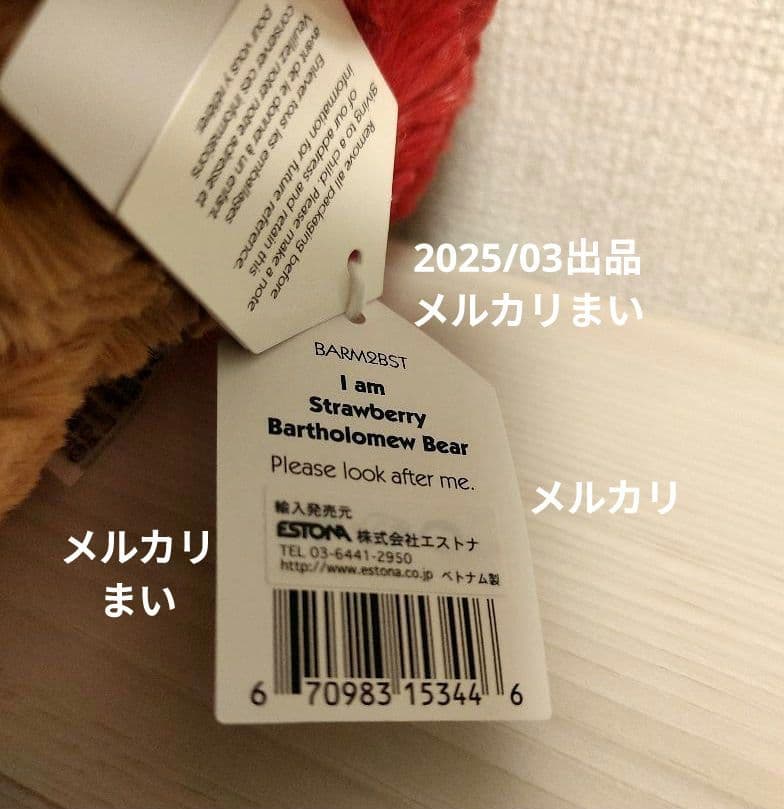 Remove all packaging before
giving to a child. Please make a note
of our address and retain this
information for future reference.
Enlever tous les emballages
avant de le donner à un enfant.
Veuillez noter notre adresse et
conserver ces informations
pour vous y référer.
2025/03出品
メルカリまい
BARM2BST
I am
Strawberry
Bartholomew Bear
Please look after me.
メルカリ
輸入発売元
ESTONA 株式会社エストナ
TEL 03-6441-2950
http://www.estona.co.jp ベトナム製
メルカリ
まい
6 70983 15344 6